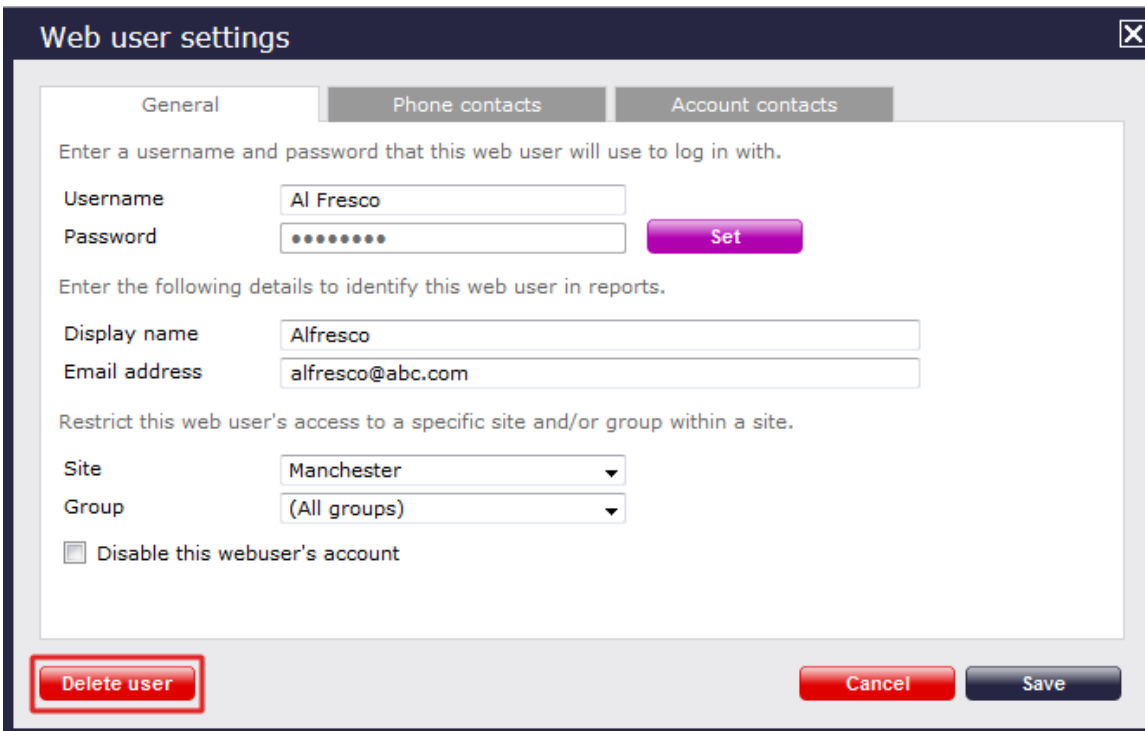 Web user settings
General Phone contacts Account contacts
Enter a username and password that this web user will use to log in with.
Username Al Fresco
Password ●●●●●●●● Set
Enter the following details to identify this web user in reports.
Display name Alfresco
Email address alfresco@abc.com
Restrict this web user's access to a specific site and/or group within a site.
Site Manchester
Group (All groups)
Disable this webuser's account
Delete user Cancel Save